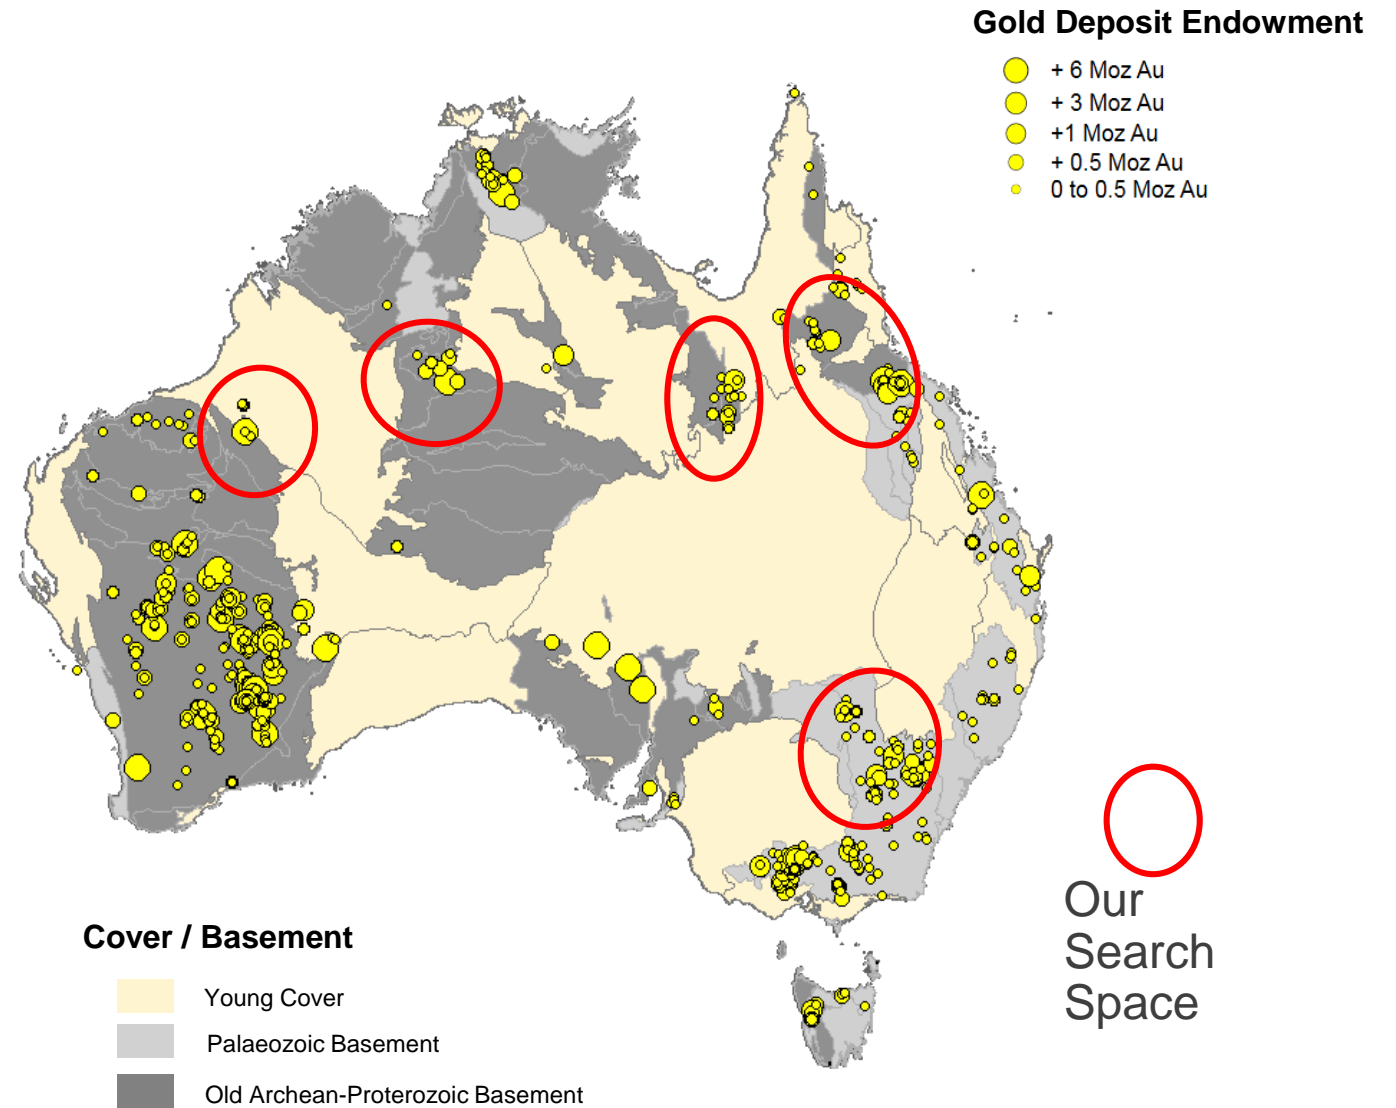 Gold Deposit Endowment
+ 6 Moz Au
+ 3 Moz Au
+1 Moz Au
+ 0.5 Moz Au
0 to 0.5 Moz Au
Our
Search
Space
Cover / Basement
Young Cover
Palaeozoic Basement
Old Archean-Proterozoic Basement